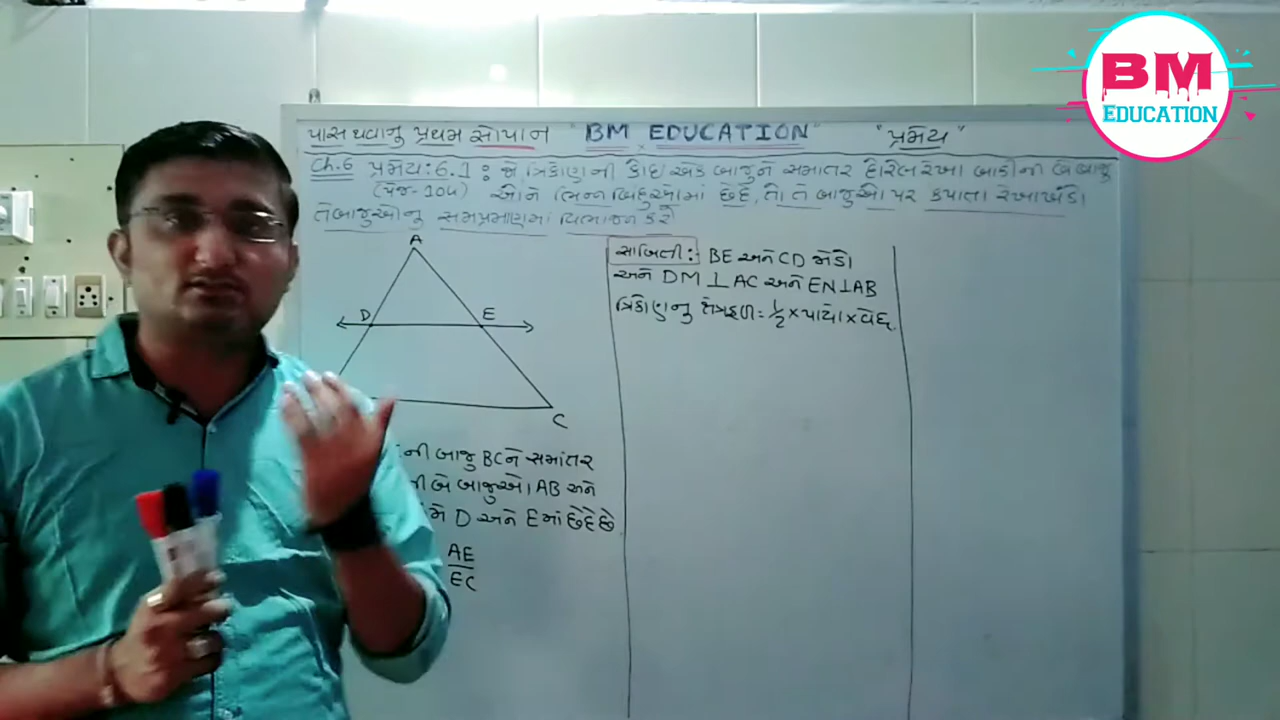 પાસ થવાનુ પ્રથમ સોપાન "BM EDUCATION" "પ્રમેય"
Ch.6 પ્રમેય: 6.1 : જો ત્રિકોણની કોઇ એક બાજુને સમાંતર દોરેલ રેખા બાકીની બે બાજુ
(પેજ-104) ઓને ભિન્ન બિંદુઓમાં છેદે, તો તે બાજુઓ પર કપાતા રેખાખંડો
તે બાજુઓનુ સમપ્રમાણમાં વિભાજન કરે
A
D E
C
ની બાજુ BC ને સમાંતર
ની બે બાજુઓ AB અને
મે D અને E માં છેદે છે
AE
EC
સાબિતી: BE અને CD જોડો
અને DM⊥AC અને EN⊥AB
ત્રિકોણનુ ક્ષેત્રફળ = 1/2 × પાયો × વેધ
BM
EDUCATION